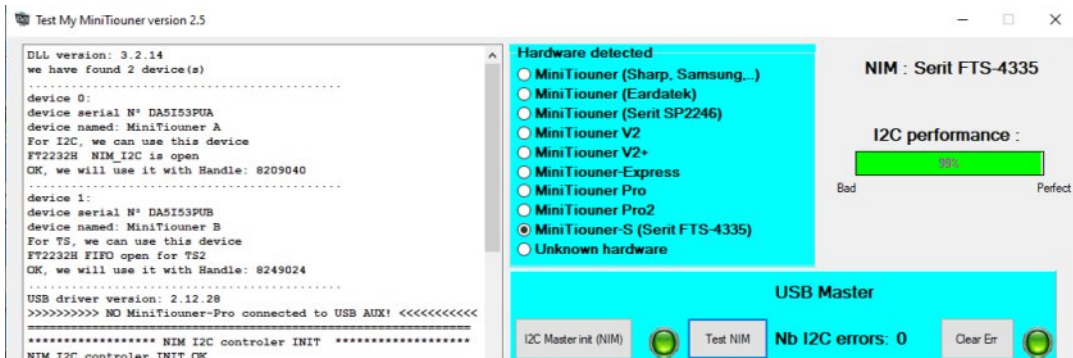 Test My MiniTiouner version 2.5
DLL version: 3.2.14
we have found 2 device(s)
..............................................
device 0:
device serial N° DA5I53PUA
device named: MiniTiouner A
For I2C, we can use this device
FT2232H NIM_I2C is open
OK, we will use it with Handle: 8209040
..............................................
device 1:
device serial N° DA5I53PUB
device named: MiniTiouner B
For TS, we can use this device
FT2232H FIFO open for TS2
OK, we will use it with Handle: 8249024
..............................................
USB driver version: 2.12.28
>>>>>>>>>> NO MiniTiouner-Pro connected to USB AUX! <<<<<<<<<<<
================================================================
****************** NIM I2C controler INIT *******************
NIM I2C controler INIT OK
Hardware detected
MiniTiouner (Sharp, Samsung,..)
MiniTiouner (Eardatek)
MiniTiouner (Serit SP2246)
MiniTiouner V2
MiniTiouner V2+
MiniTiouner-Express
MiniTiouner Pro
MiniTiouner Pro2
MiniTiouner-S (Serit FTS-4335)
Unknown hardware
NIM : Serit FTS-4335
I2C performance :
99%
Bad Perfect
USB Master
I2C Master init (NIM) Test NIM Nb I2C errors: 0 Clear Err